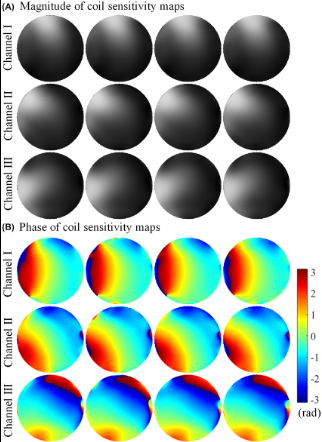 (A) Magnitude of coil sensitivity maps
Channel I
Channel II
Channel III
(B) Phase of coil sensitivity maps
Channel I
Channel II
Channel III
3
2
1
0
-1
-2
-3
(rad)